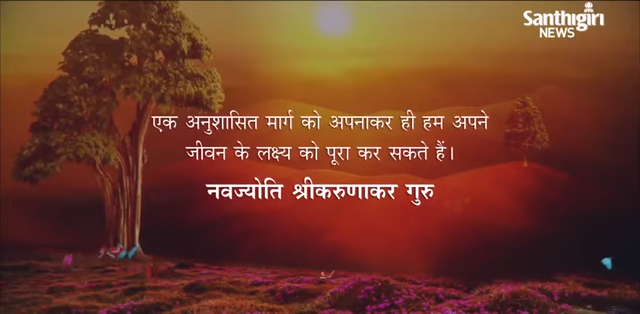 Santhigiri
NEWS
एक अनुशासित मार्ग को अपनाकर ही हम अपने
जीवन के लक्ष्य को पूरा कर सकते हैं।
नवज्योति श्रीकरुणाकर गुरु